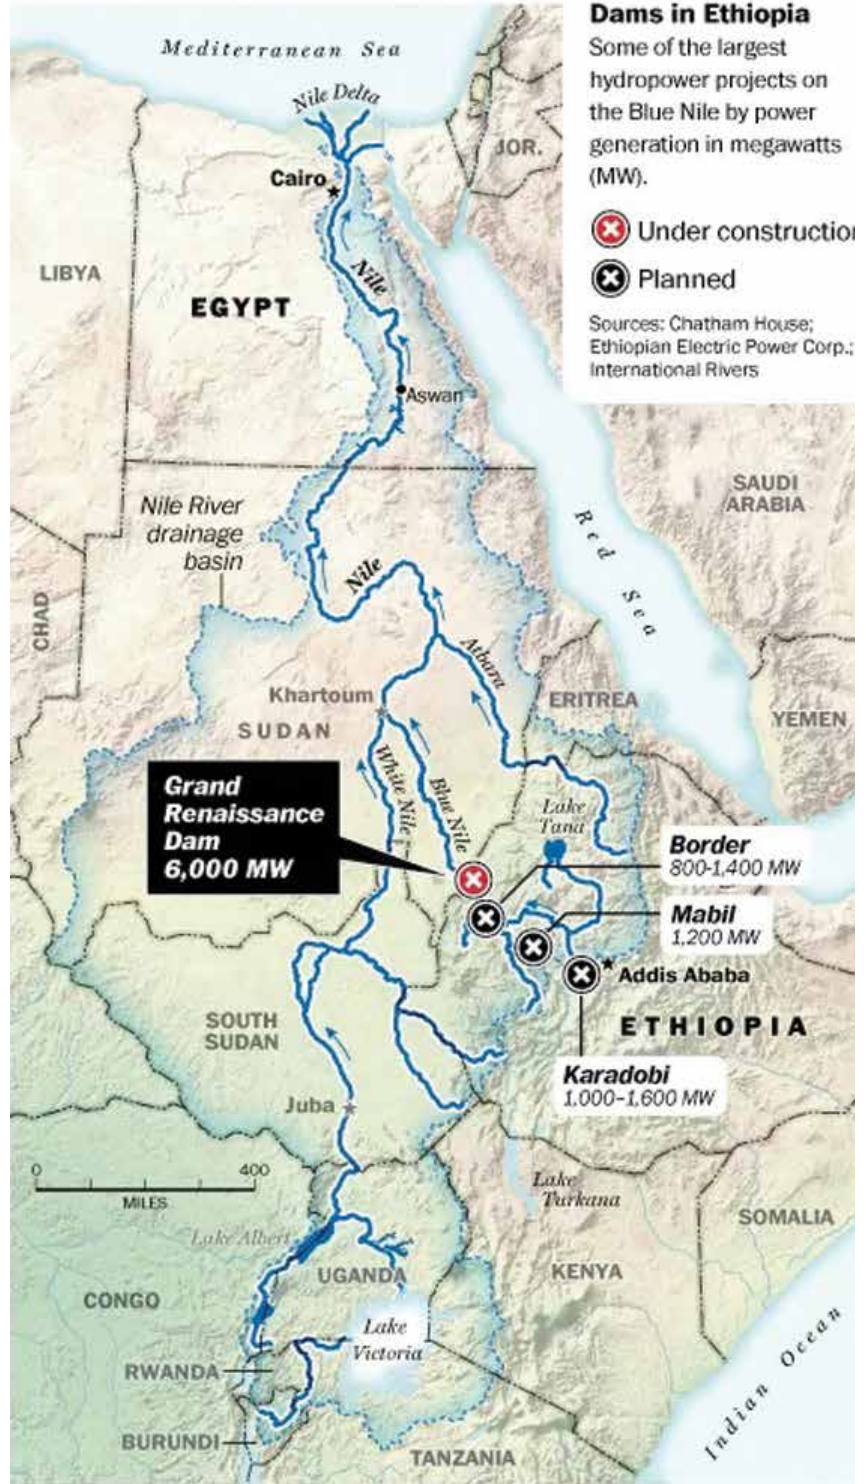 Dams in Ethiopia
Some of the largest
hydropower projects on
the Blue Nile by power
generation in megawatts
(MW).
Under construction
Planned
Sources: Chatham House;
Ethiopian Electric Power Corp.;
International Rivers
Mediterranean Sea
Nile Delta
JOR.
Cairo
LIBYA
Nile
EGYPT
Aswan
SAUDI
ARABIA
Nile River
drainage
basin
Red Sea
Nile
CHAD
Atbara
Khartoum
ERITREA
SUDAN
YEMEN
White Nile
Blue Nile
Grand
Renaissance
Dam
6,000 MW
Lake
Tana
Border
800-1,400 MW
Mabil
1,200 MW
Addis Ababa
SOUTH
SUDAN
ETHIOPIA
Karadobi
1,000–1,600 MW
Juba
0 400
MILES
Lake
Turkana
Lake Albert
SOMALIA
UGANDA
KENYA
CONGO
Lake
Victoria
Indian Ocean
RWANDA
BURUNDI
TANZANIA